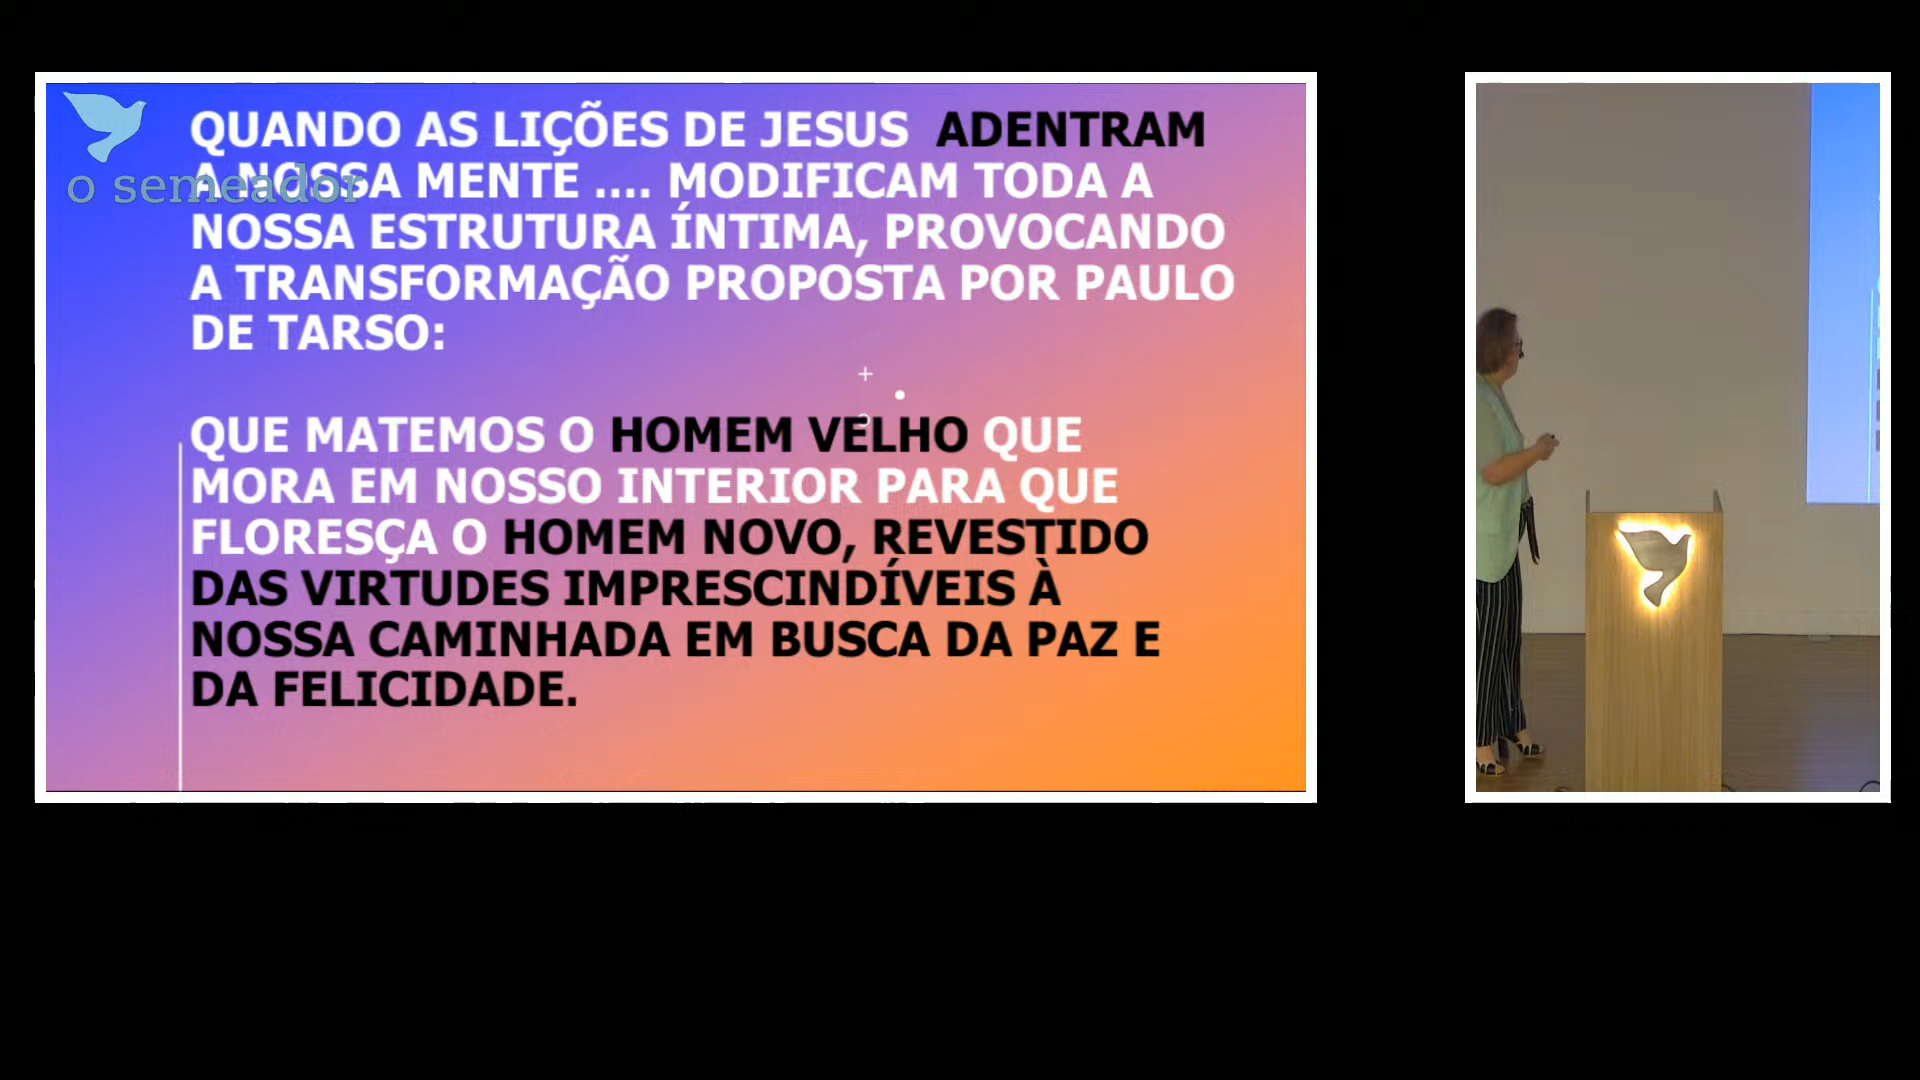 QUANDO AS LIÇÕES DE JESUS ADENTRAM
A NOSSA MENTE .... MODIFICAM TODA A
o semeador
NOSSA ESTRUTURA ÍNTIMA, PROVOCANDO
A TRANSFORMAÇÃO PROPOSTA POR PAULO
DE TARSO:
QUE MATEMOS O HOMEM VELHO QUE
MORA EM NOSSO INTERIOR PARA QUE
FLORESÇA O HOMEM NOVO, REVESTIDO
DAS VIRTUDES IMPRESCINDÍVEIS À
NOSSA CAMINHADA EM BUSCA DA PAZ E
DA FELICIDADE.